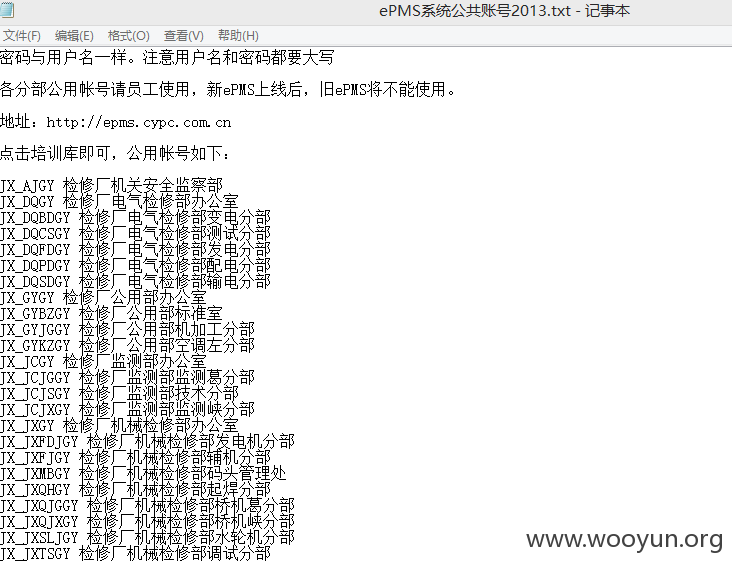 ePMS系统公共账号2013.txt - 记事本
文件(F) 编辑(E) 格式(O) 查看(V) 帮助(H)
密码与用户名一样。注意用户名和密码都要大写
各分部公用帐号请员工使用，新ePMS上线后，旧ePMS将不能使用。
地址：http://epms.cypc.com.cn
点击培训库即可，公用帐号如下：
JX_AJGY 检修厂机关安全监察部
JX_DQGY 检修厂电气检修部办公室
JX_DQBDGY 检修厂电气检修部变电分部
JX_DQCSGY 检修厂电气检修部测试分部
JX_DQFDGY 检修厂电气检修部发电分部
JX_DQPDGY 检修厂电气检修部配电分部
JX_DQSDGY 检修厂电气检修部输电分部
JX_GYGY 检修厂公用部办公室
JX_GYBZGY 检修厂公用部标准室
JX_GYJGGY 检修厂公用部机加工分部
JX_GYKZGY 检修厂公用部空调左分部
JX_JCGY 检修厂监测部办公室
JX_JCJGGY 检修厂监测部监测葛分部
JX_JCJSGY 检修厂监测部技术分部
JX_JCJXGY 检修厂监测部监测峡分部
JX_JXGY 检修厂机械检修部办公室
JX_JXFDJGY 检修厂机械检修部发电机分部
JX_JXFJGY 检修厂机械检修部辅机分部
JX_JXMBGY 检修厂机械检修部码头管理处
JX_JXQHGY 检修厂机械检修部起焊分部
JX_JXQJGGY 检修厂机械检修部桥机葛分部
JX_JXQJXGY 检修厂机械检修部桥机峡分部
JX_JXSLJGY 检修厂机械检修部水轮机分部
JX_JXTSGY 检修厂机械检修部调试分部
www.wooyun.org